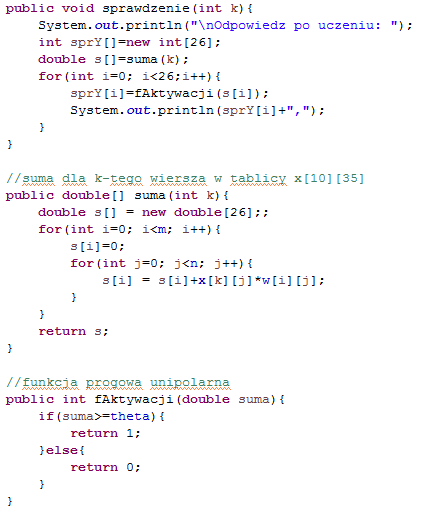 public void sprawdzenie(int k){
    System.out.println("\nOdpowiedz po uczeniu: ");
    int sprY[]=new int[26];
    double s[]=suma(k);
    for(int i=0; i<26;i++){
        sprY[i]=fAktywacji(s[i]);
        System.out.println(sprY[i]+",");
    }
}

//suma dla k-tego wiersza w tablicy x[10][35]
public double[] suma(int k){
    double s[] = new double[26];;
    for(int i=0; i<m; i++){
        s[i]=0;
        for(int j=0; j<n; j++){
            s[i] = s[i]+x[k][j]*w[i][j];
        }
    }
    return s;
}

//funkcja progowa unipolarna
public int fAktywacji(double suma){
    if(suma>=theta){
        return 1;
    }else{
        return 0;
    }
}